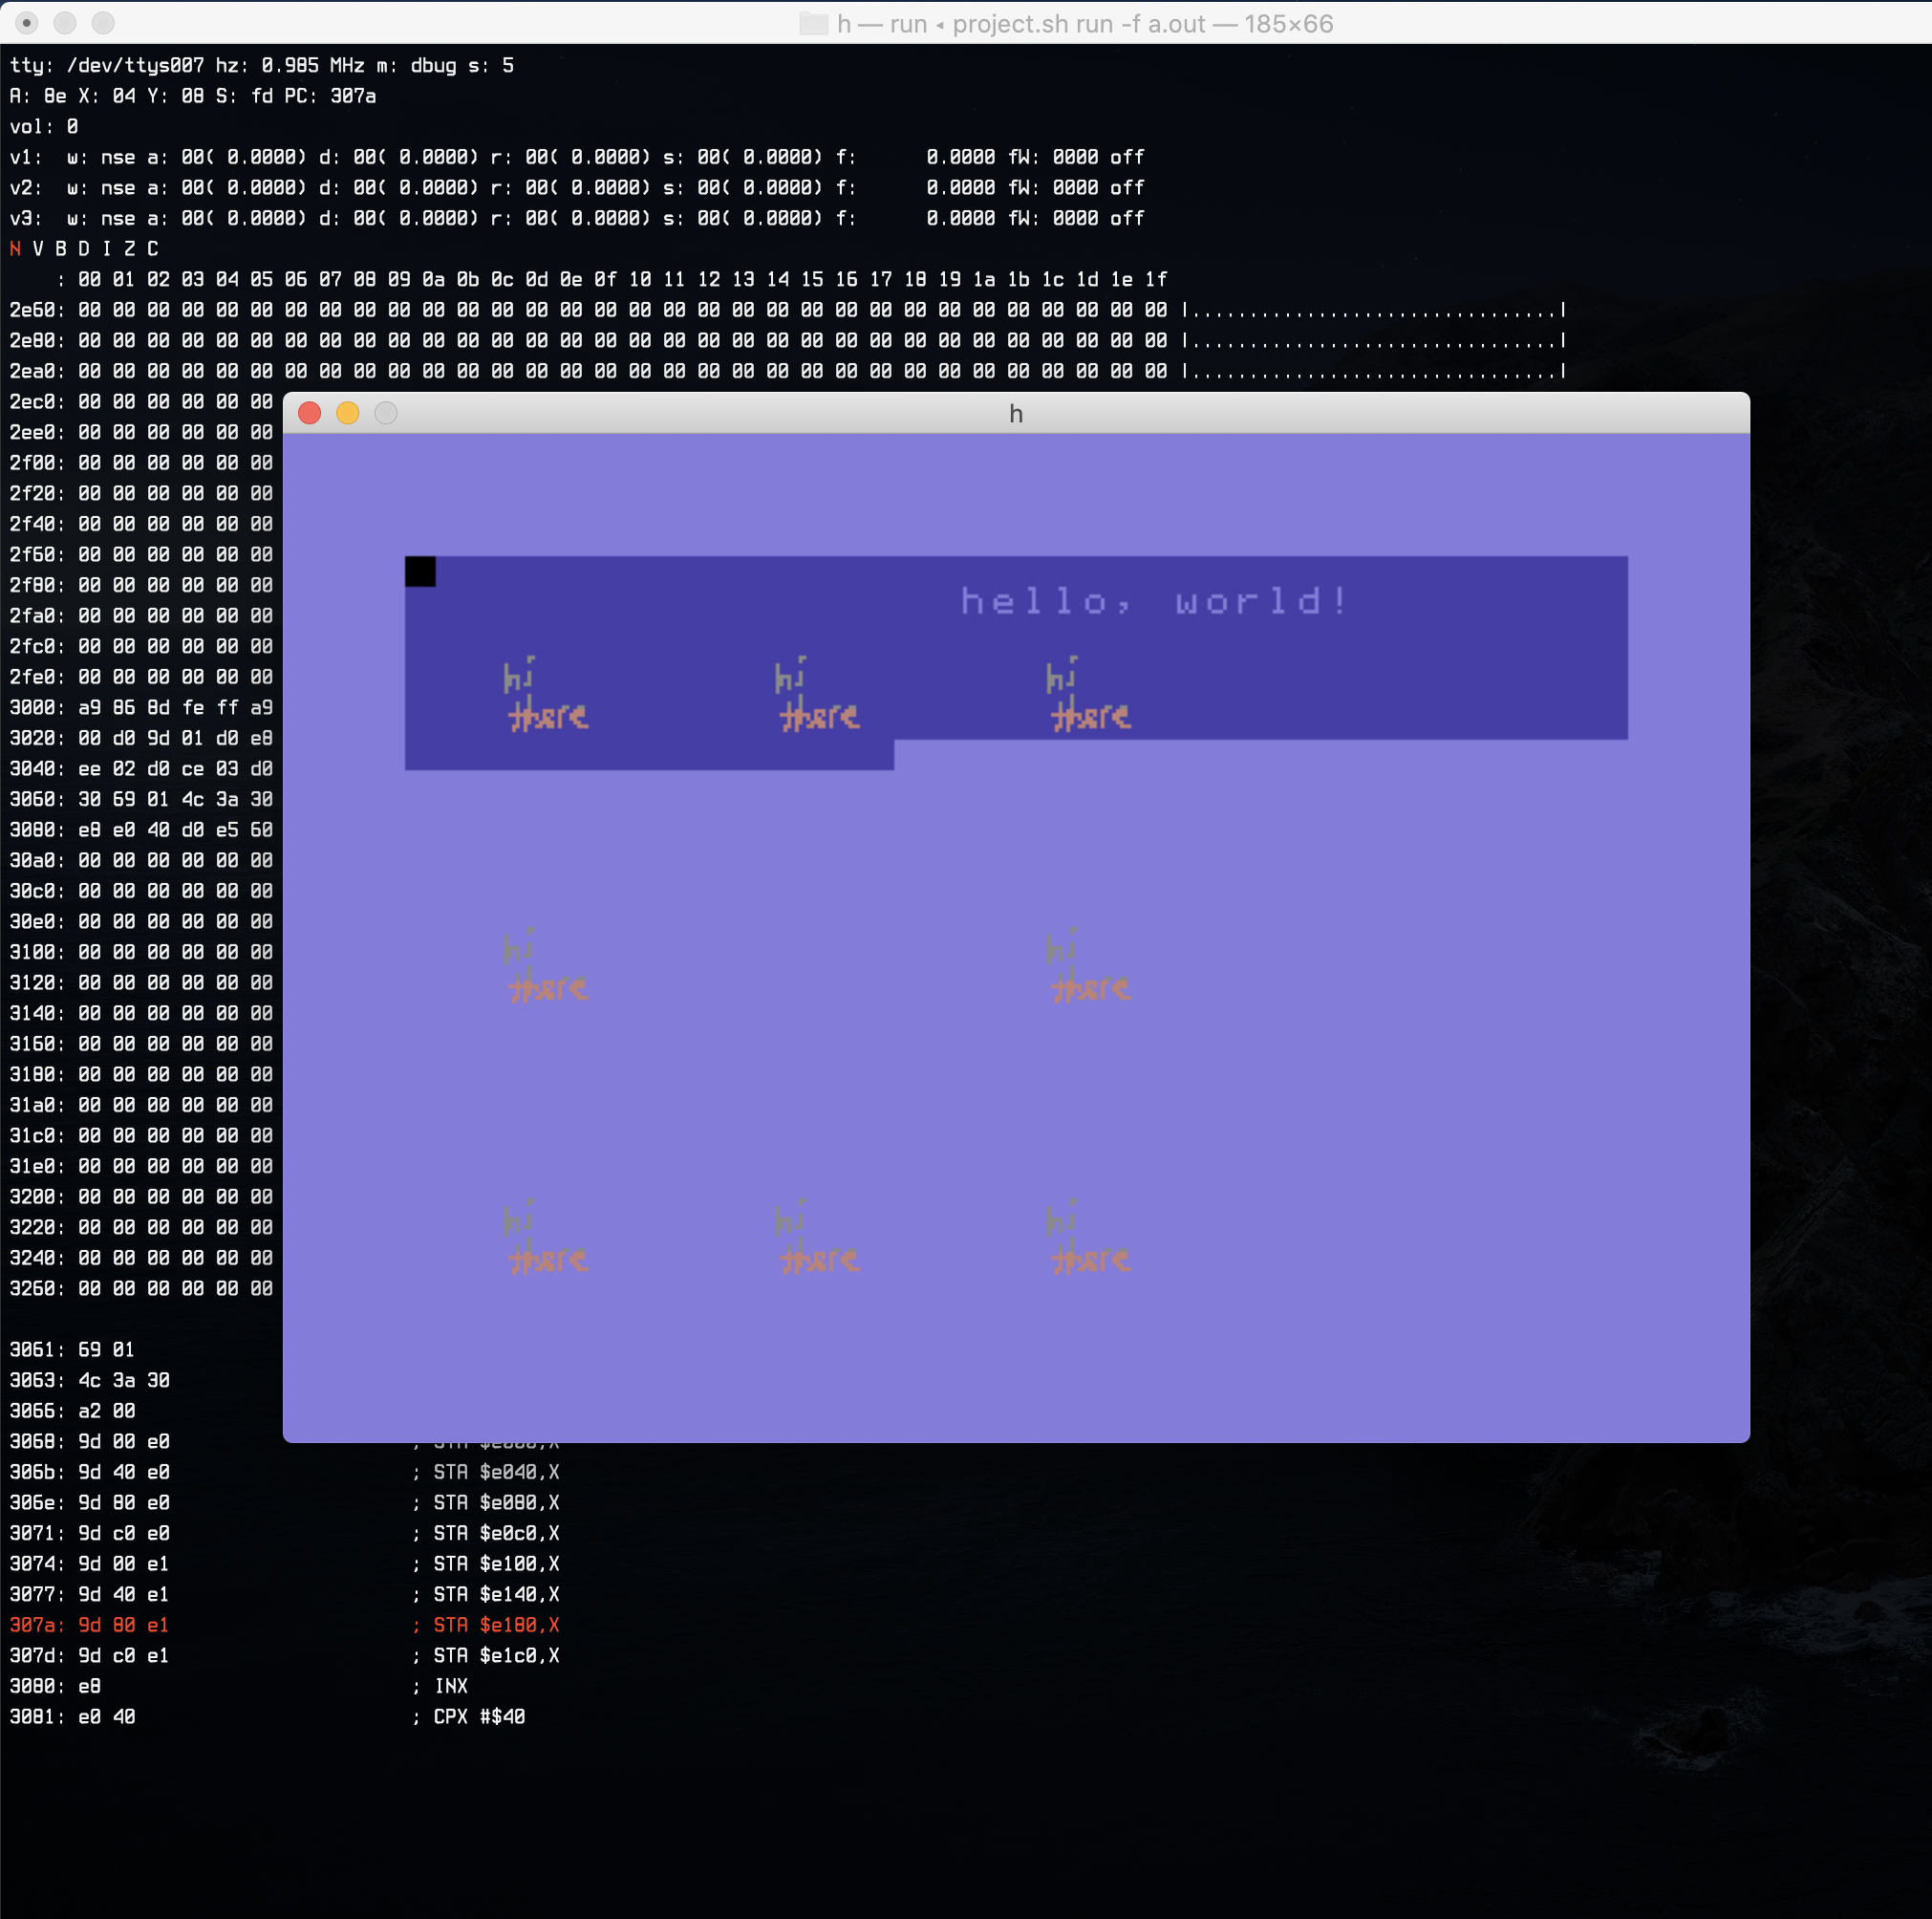 h — run ◂ project.sh run -f a.out — 185×66
tty: /dev/ttys007 hz: 0.985 MHz m: dbug s: 5
A: 8e X: 04 Y: 08 S: fd PC: 307a
vol: 0
v1:  w: nse a: 00( 0.0000) d: 00( 0.0000) r: 00( 0.0000) s: 00( 0.0000) f:      0.0000 fW: 0000 off
v2:  w: nse a: 00( 0.0000) d: 00( 0.0000) r: 00( 0.0000) s: 00( 0.0000) f:      0.0000 fW: 0000 off
v3:  w: nse a: 00( 0.0000) d: 00( 0.0000) r: 00( 0.0000) s: 00( 0.0000) f:      0.0000 fW: 0000 off
N V B D I Z C
: 00 01 02 03 04 05 06 07 08 09 0a 0b 0c 0d 0e 0f 10 11 12 13 14 15 16 17 18 19 1a 1b 1c 1d 1e 1f
2e60: 00 00 00 00 00 00 00 00 00 00 00 00 00 00 00 00 00 00 00 00 00 00 00 00 00 00 00 00 00 00 00 00 |................................|
2e80: 00 00 00 00 00 00 00 00 00 00 00 00 00 00 00 00 00 00 00 00 00 00 00 00 00 00 00 00 00 00 00 00 |................................|
2ea0: 00 00 00 00 00 00 00 00 00 00 00 00 00 00 00 00 00 00 00 00 00 00 00 00 00 00 00 00 00 00 00 00 |................................|
2ec0: 00 00 00 00 00 00
2ee0: 00 00 00 00 00 00
2f00: 00 00 00 00 00 00
2f20: 00 00 00 00 00 00
2f40: 00 00 00 00 00 00
2f60: 00 00 00 00 00 00
2f80: 00 00 00 00 00 00
2fa0: 00 00 00 00 00 00
2fc0: 00 00 00 00 00 00
2fe0: 00 00 00 00 00 00
3000: a9 86 8d fe ff a9
3020: 00 d0 9d 01 d0 e8
3040: ee 02 d0 ce 03 d0
3060: 30 69 01 4c 3a 30
3080: e8 e0 40 d0 e5 60
30a0: 00 00 00 00 00 00
30c0: 00 00 00 00 00 00
30e0: 00 00 00 00 00 00
3100: 00 00 00 00 00 00
3120: 00 00 00 00 00 00
3140: 00 00 00 00 00 00
3160: 00 00 00 00 00 00
3180: 00 00 00 00 00 00
31a0: 00 00 00 00 00 00
31c0: 00 00 00 00 00 00
31e0: 00 00 00 00 00 00
3200: 00 00 00 00 00 00
3220: 00 00 00 00 00 00
3240: 00 00 00 00 00 00
3260: 00 00 00 00 00 00
3061: 69 01
3063: 4c 3a 30
3066: a2 00
3068: 9d 00 e0 ; STA $e000,X
306b: 9d 40 e0 ; STA $e040,X
306e: 9d 80 e0 ; STA $e080,X
3071: 9d c0 e0 ; STA $e0c0,X
3074: 9d 00 e1 ; STA $e100,X
3077: 9d 40 e1 ; STA $e140,X
307a: 9d 80 e1 ; STA $e180,X
307d: 9d c0 e1 ; STA $e1c0,X
3080: e8 ; INX
3081: e0 40 ; CPX #$40
h
hello, world!
hi hi hi
there there there
hi hi
there there
hi hi hi
there there there